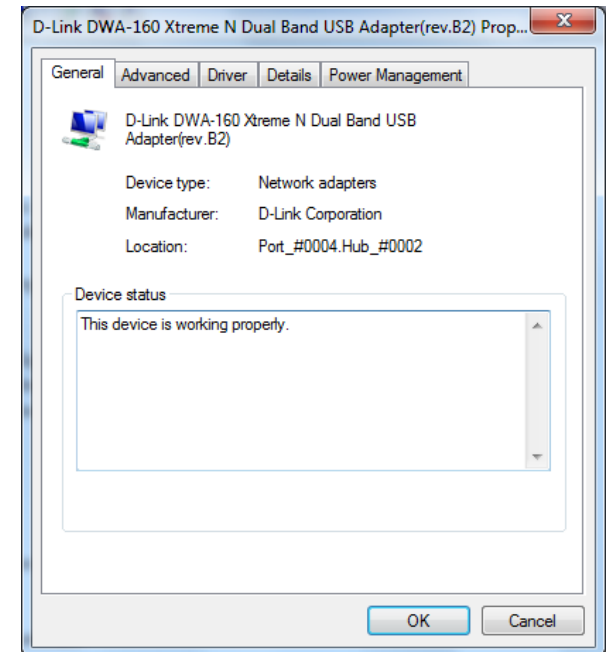 D-Link DWA-160 Xtreme N Dual Band USB Adapter(rev.B2) Prop...
General Advanced Driver Details Power Management
D-Link DWA-160 Xtreme N Dual Band USB
Adapter(rev.B2)
Device type: Network adapters
Manufacturer: D-Link Corporation
Location: Port_#0004.Hub_#0002
Device status
This device is working properly.
OK Cancel